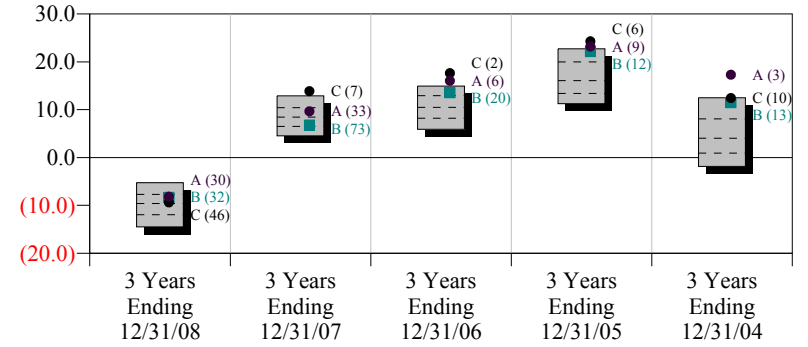 30.0
20.0
10.0
0.0
(10.0)
(20.0)
A (30)
B (32)
C (46)
C (7)
A (33)
B (73)
C (2)
A (6)
B (20)
C (6)
A (9)
B (12)
A (3)
C (10)
B (13)
3 Years
Ending
12/31/08
3 Years
Ending
12/31/07
3 Years
Ending
12/31/06
3 Years
Ending
12/31/05
3 Years
Ending
12/31/04